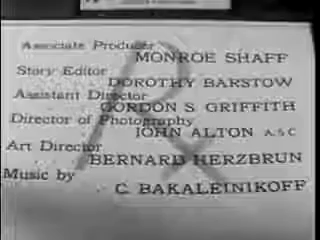 Associate Producer
MONROE SHAFF
Story Editor
DOROTHY BARSTOW
Assistant Director
GORDON S. GRIFFITH
Director of Photography
JOHN ALTON A.S.C
Art Director
BERNARD HERZBRUN
Music by
C. BAKALEINIKOFF